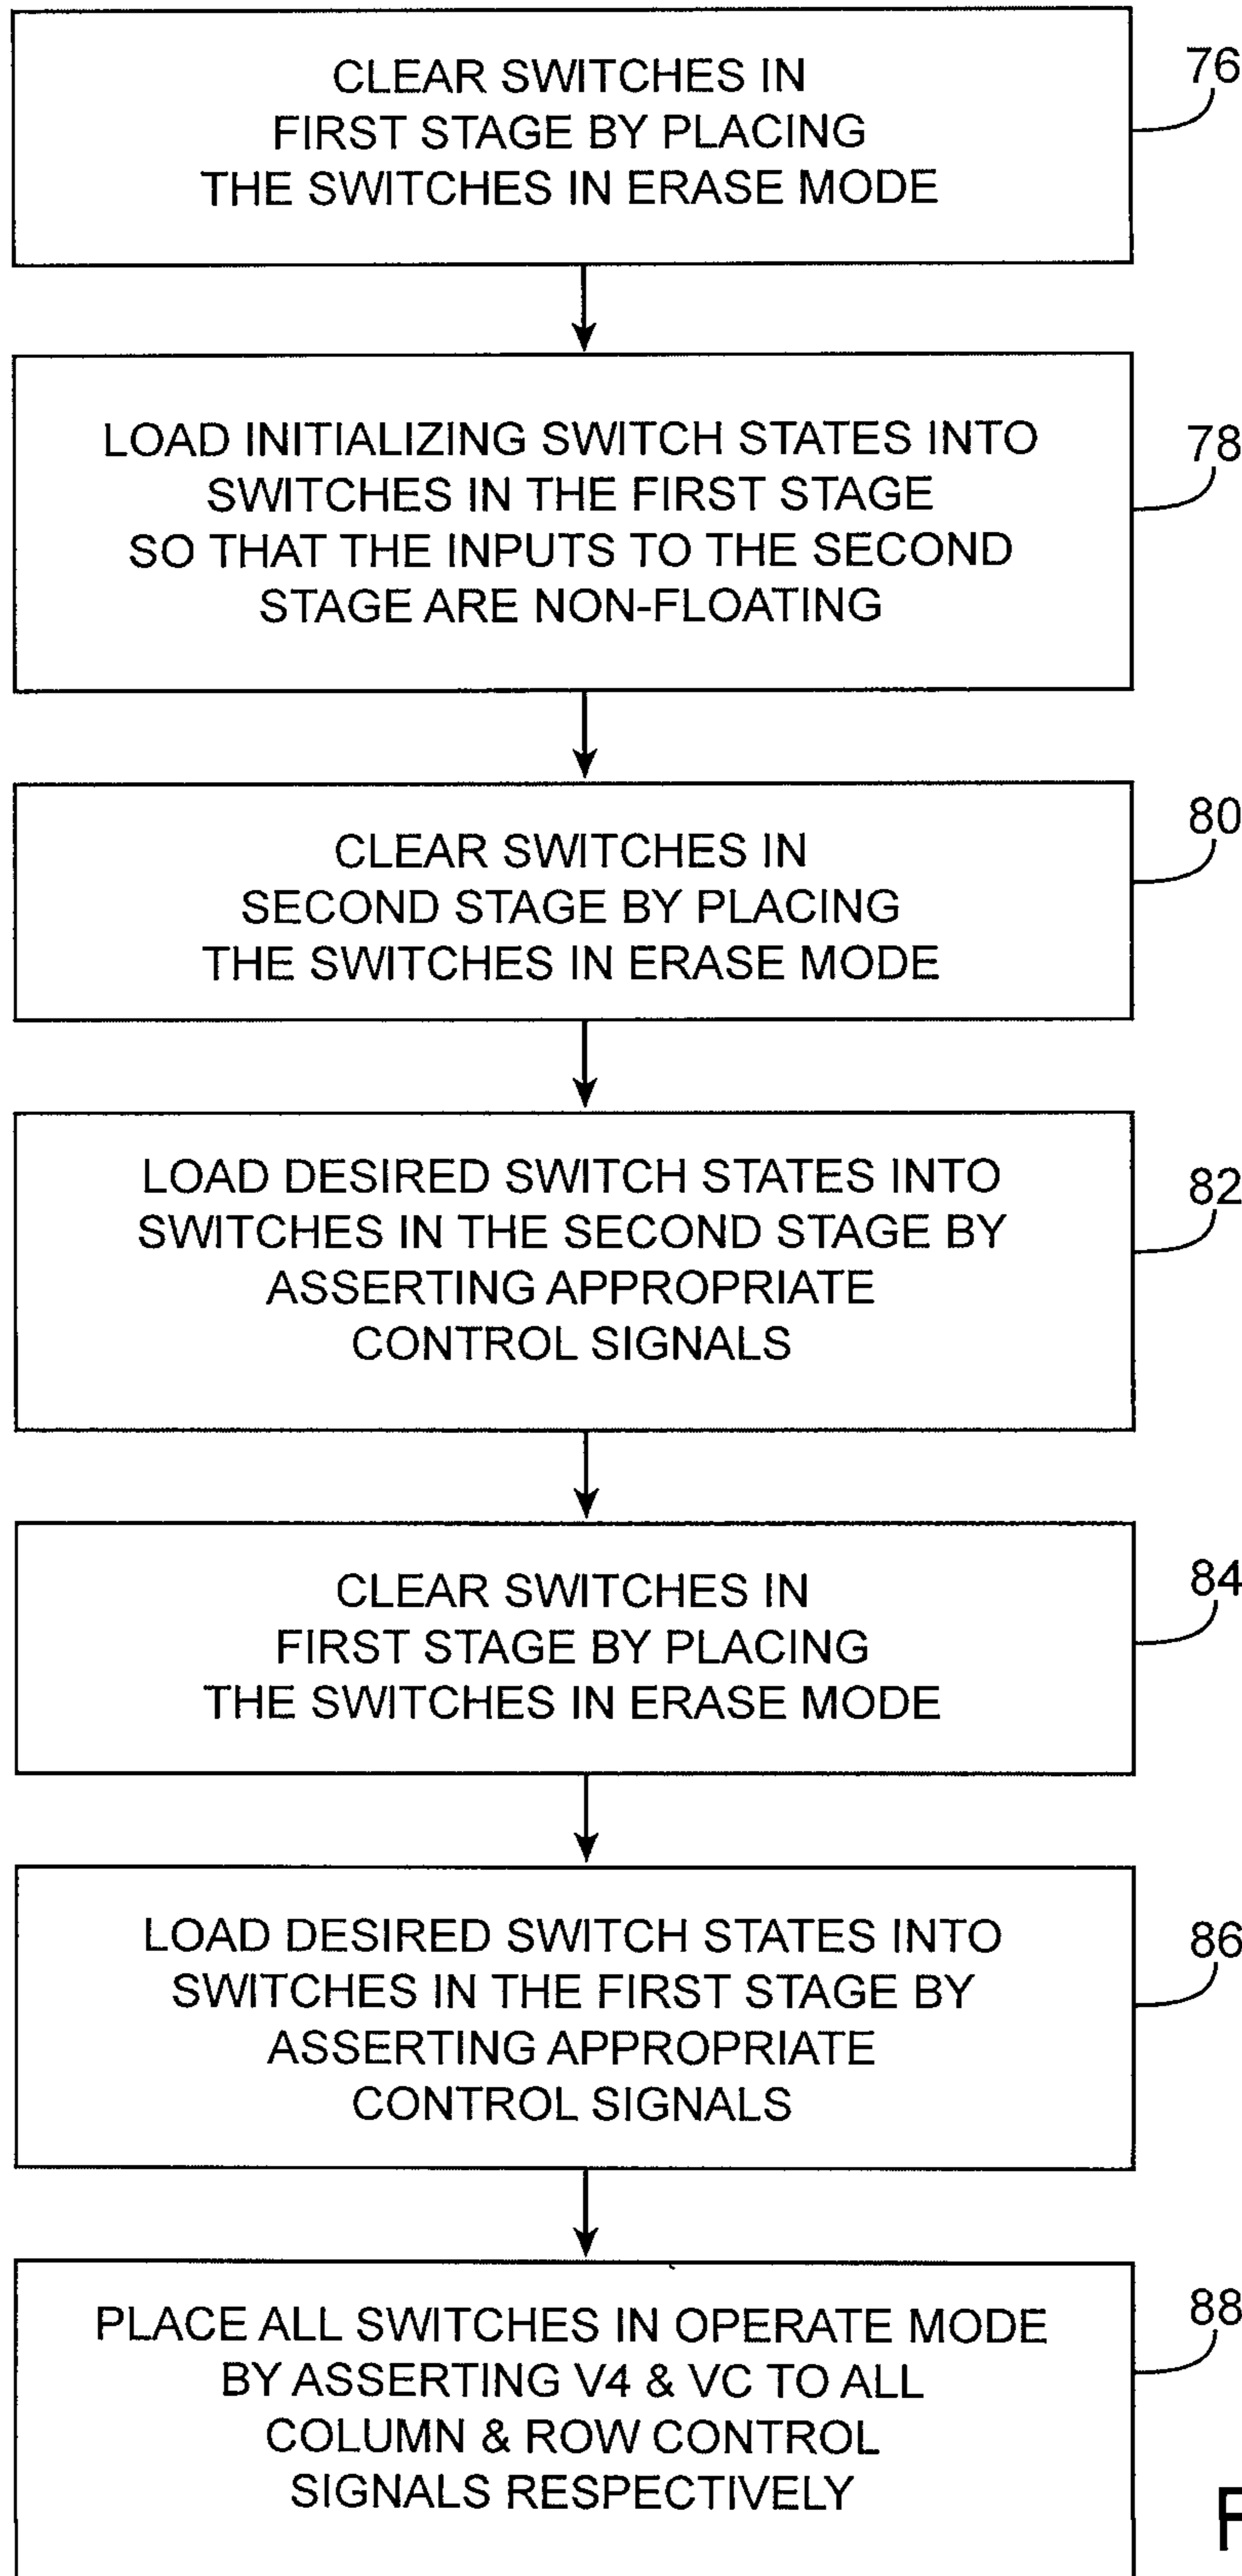 CLEAR SWITCHES IN
FIRST STAGE BY PLACING
THE SWITCHES IN ERASE MODE
76
LOAD INITIALIZING SWITCH STATES INTO
SWITCHES IN THE FIRST STAGE
SO THAT THE INPUTS TO THE SECOND
STAGE ARE NON-FLOATING
78
CLEAR SWITCHES IN
SECOND STAGE BY PLACING
THE SWITCHES IN ERASE MODE
80
LOAD DESIRED SWITCH STATES INTO
SWITCHES IN THE SECOND STAGE BY
ASSERTING APPROPRIATE
CONTROL SIGNALS
82
CLEAR SWITCHES IN
FIRST STAGE BY PLACING
THE SWITCHES IN ERASE MODE
84
LOAD DESIRED SWITCH STATES INTO
SWITCHES IN THE FIRST STAGE BY
ASSERTING APPROPRIATE
CONTROL SIGNALS
86
PLACE ALL SWITCHES IN OPERATE MODE
BY ASSERTING V4 & VC TO ALL
COLUMN & ROW CONTROL
SIGNALS RESPECTIVELY
88